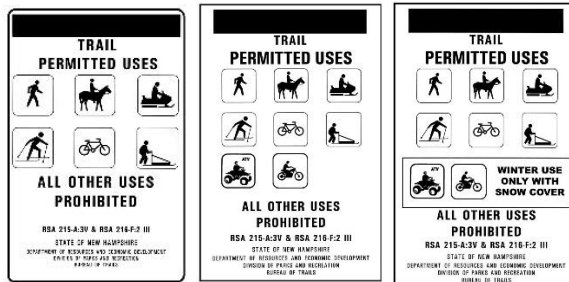 TRAIL
PERMITTED USES
ALL OTHER USES
PROHIBITED
RSA 215-A:3V & RSA 216-F:2 III
STATE OF NEW HAMPSHIRE
DEPARTMENT OF RESOURCES AND ECONOMIC DEVELOPMENT
DIVISION OF PARKS AND RECREATION
BUREAU OF TRAILS
TRAIL
PERMITTED USES
ATV
ALL OTHER USES
PROHIBITED
RSA 215-A:3V & RSA 216-F:2 III
STATE OF NEW HAMPSHIRE
DEPARTMENT OF RESOURCES AND ECONOMIC DEVELOPMENT
DIVISION OF PARKS AND RECREATION
BUREAU OF TRAILS
TRAIL
PERMITTED USES
ATV
WINTER USE
ONLY WITH
SNOW COVER
ALL OTHER USES
PROHIBITED
RSA 215-A:3V & RSA 216-F:2 III
STATE OF NEW HAMPSHIRE
DEPARTMENT OF RESOURCES AND ECONOMIC DEVELOPMENT
DIVISION OF PARKS AND RECREATION
BUREAU OF TRAILS